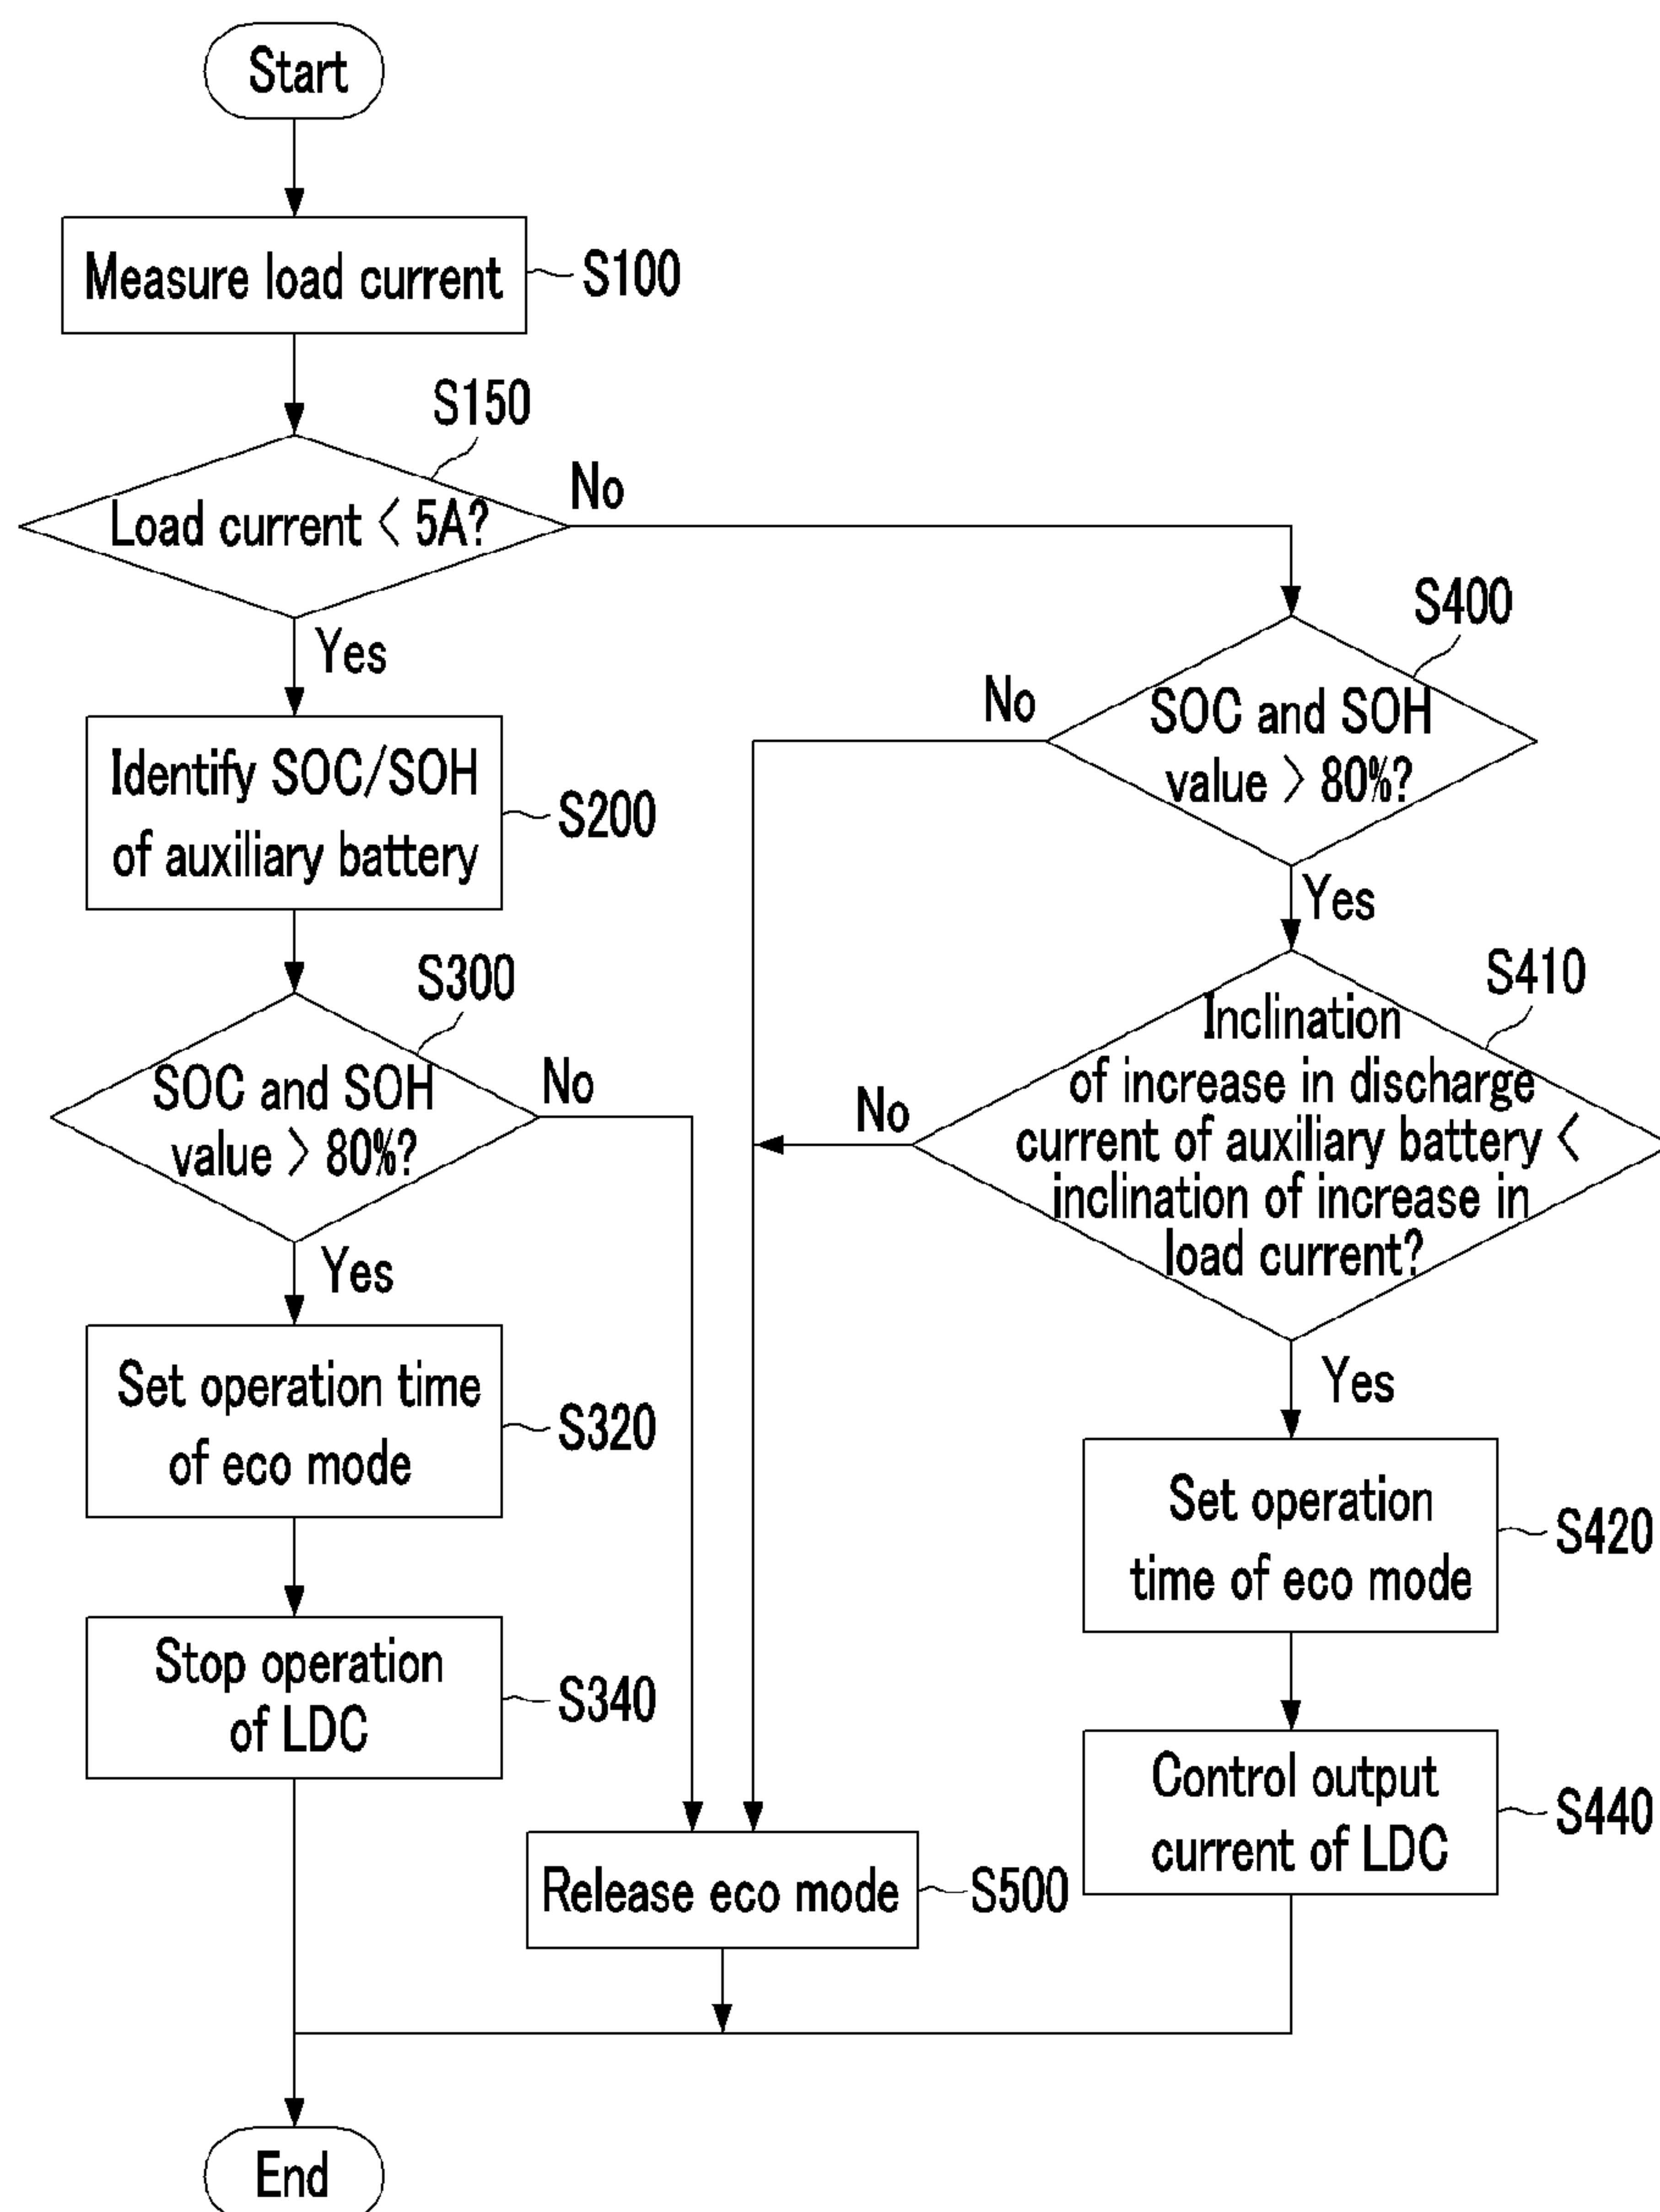 Start
Measure load current
S100
S150
Load current < 5A?
No
Yes
S400
SOC and SOH
value > 80%?
No
Yes
Identify SOC/SOH
of auxiliary battery
S200
S300
SOC and SOH
value > 80%?
No
Yes
S410
Inclination
of increase in discharge
current of auxiliary battery <
inclination of increase in
load current?
No
Yes
Set operation time
of eco mode
S320
Set operation
time of eco mode
S420
Stop operation
of LDC
S340
Control output
current of LDC
S440
Release eco mode
S500
End